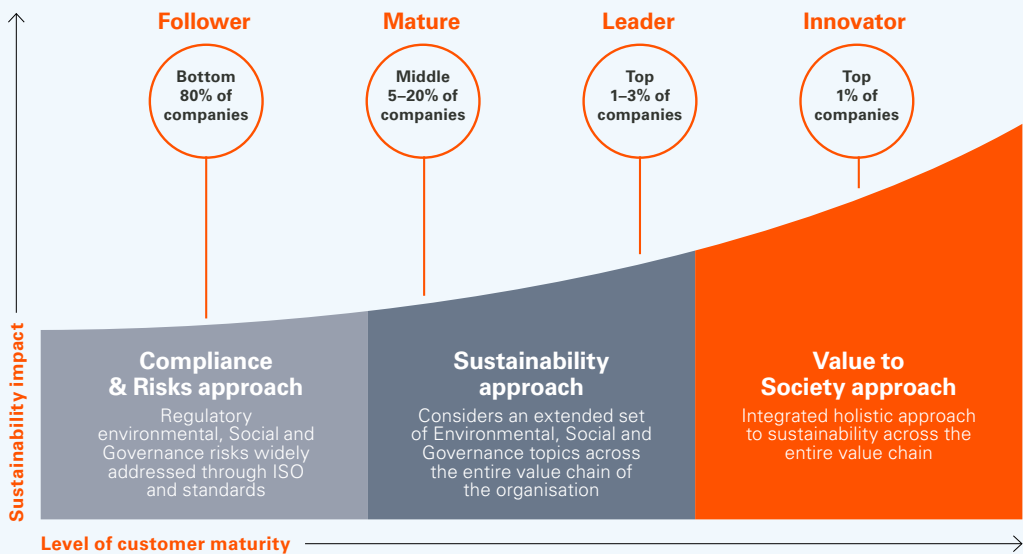 Follower
Mature
Leader
Innovator
Bottom
80% of
companies
Middle
5–20% of
companies
Top
1–3% of
companies
Top
1% of
companies
Sustainability impact
Compliance
& Risks approach
Regulatory
environmental, Social and
Governance risks widely
addressed through ISO
and standards
Sustainability
approach
Considers an extended set
of Environmental, Social and
Governance topics across
the entire value chain of
the organisation
Value to
Society approach
Integrated holistic approach
to sustainability across the
entire value chain
Level of customer maturity